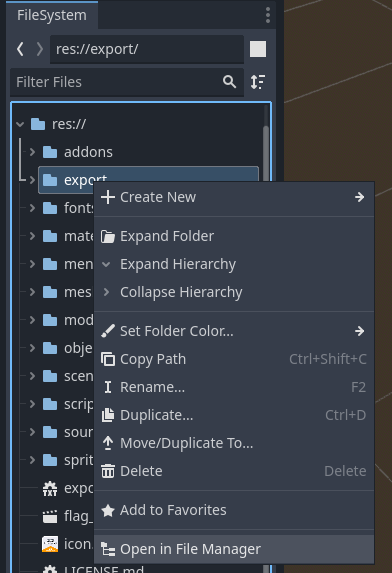 FileSystem
res://export/
Filter Files
res://
addons
export
Create New
Expand Folder
Expand Hierarchy
Collapse Hierarchy
Set Folder Color...
Copy Path Ctrl+Shift+C
Rename... F2
Duplicate... Ctrl+D
Move/Duplicate To...
Delete Delete
Add to Favorites
Open in File Manager
font
mate
men
mes
mod
obje
scen
scrip
sour
sprit
expo
flag_
icon.
LICENSE.md